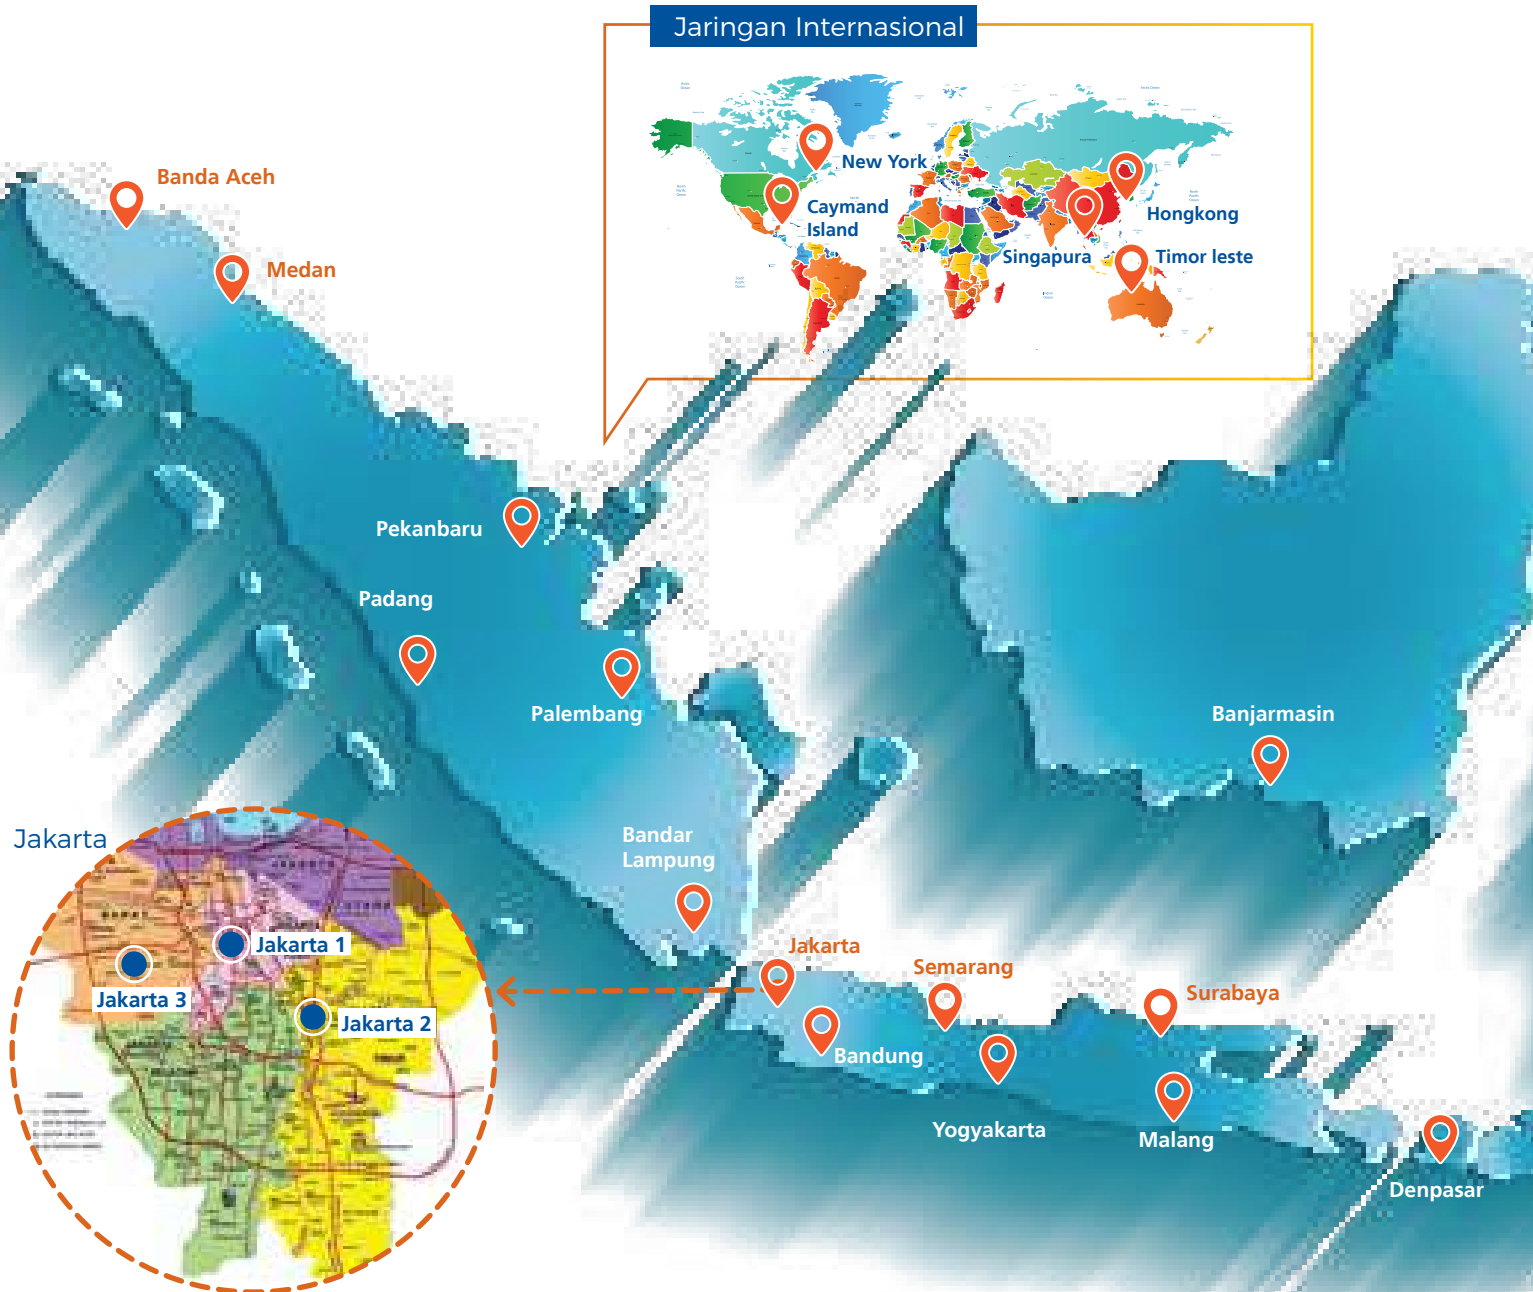 Jaringan Internasional
New York
Caymand
Island
Hongkong
Singapura
Timor leste
Banda Aceh
Medan
Pekanbaru
Padang
Palembang
Banjarmasin
Bandar
Lampung
Jakarta
Jakarta 1
Jakarta 3
Jakarta 2
Jakarta
Semarang
Surabaya
Bandung
Yogyakarta
Malang
Denpasar